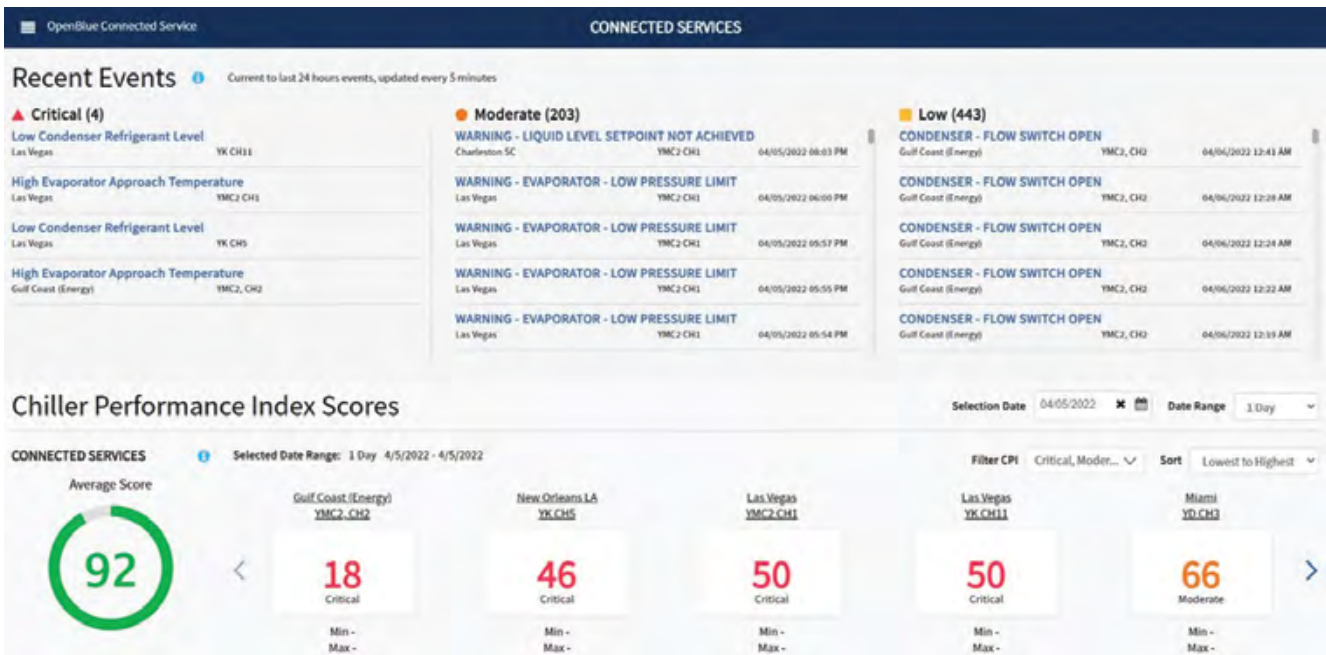 OpenBlue Connected Service
CONNECTED SERVICES
Recent Events
Current to last 24 hours events, updated every 5 minutes
Critical (4)
Low Condenser Refrigerant Level
Las Vegas YK CH11
High Evaporator Approach Temperature
Las Vegas YMC2 CH1
Low Condenser Refrigerant Level
Las Vegas YK CH5
High Evaporator Approach Temperature
Gulf Coast (Energy) YMC2, CH2
Moderate (203)
WARNING - LIQUID LEVEL SETPOINT NOT ACHIEVED
Charleston SC YMC2 CH1 04/05/2022 08:03 PM
WARNING - EVAPORATOR - LOW PRESSURE LIMIT
Las Vegas YMC2 CH1 04/05/2022 06:00 PM
WARNING - EVAPORATOR - LOW PRESSURE LIMIT
Las Vegas YMC2 CH1 04/05/2022 05:57 PM
WARNING - EVAPORATOR - LOW PRESSURE LIMIT
Las Vegas YMC2 CH1 04/05/2022 05:55 PM
WARNING - EVAPORATOR - LOW PRESSURE LIMIT
Las Vegas YMC2 CH1 04/05/2022 05:54 PM
Low (443)
CONDENSER - FLOW SWITCH OPEN
Gulf Coast (Energy) YMC2, CH2 04/06/2022 12:41 AM
CONDENSER - FLOW SWITCH OPEN
Gulf Coast (Energy) YMC2, CH2 04/06/2022 12:28 AM
CONDENSER - FLOW SWITCH OPEN
Gulf Coast (Energy) YMC2, CH2 04/06/2022 12:24 AM
CONDENSER - FLOW SWITCH OPEN
Gulf Coast (Energy) YMC2, CH2 04/06/2022 12:22 AM
CONDENSER - FLOW SWITCH OPEN
Gulf Coast (Energy) YMC2, CH2 04/06/2022 12:19 AM
Chiller Performance Index Scores
Selection Date 04/05/2022 Date Range 1 Day
CONNECTED SERVICES
Selected Date Range: 1 Day 4/5/2022 - 4/5/2022
Filter CPI Critical, Moder... Sort Lowest to Highest
Average Score
92
Gulf Coast (Energy)
YMC2, CH2
18
Critical
Min -
Max -
New Orleans LA
YK CH5
46
Critical
Min -
Max -
Las Vegas
YMC2 CH1
50
Critical
Min -
Max -
Las Vegas
YK CH11
50
Critical
Min -
Max -
Miami
YD CH3
66
Moderate
Min -
Max -